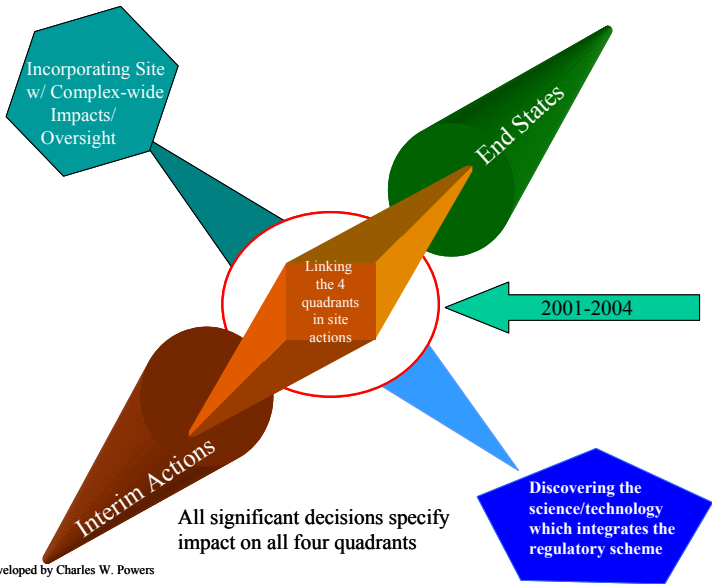 Incorporating Site
w/ Complex-wide
Impacts/
Oversight
End States
Linking
the 4
quadrants
in site
actions
2001-2004
Interim Actions
All significant decisions specify
impact on all four quadrants
Discovering the
science/technology
which integrates the
regulatory scheme
veloped by Charles W. Powers